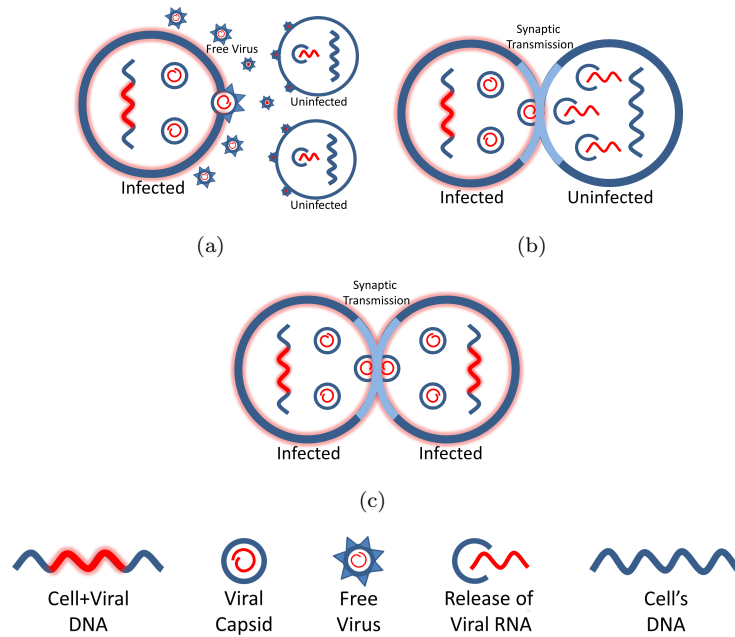 Free Virus
Uninfected
Uninfected
Infected
(a)
Synaptic
Transmission
Infected
Uninfected
(b)
Synaptic
Transmission
Infected
Infected
(c)
Cell+Viral
DNA
Viral
Capsid
Free
Virus
Release of
Viral RNA
Cell's
DNA